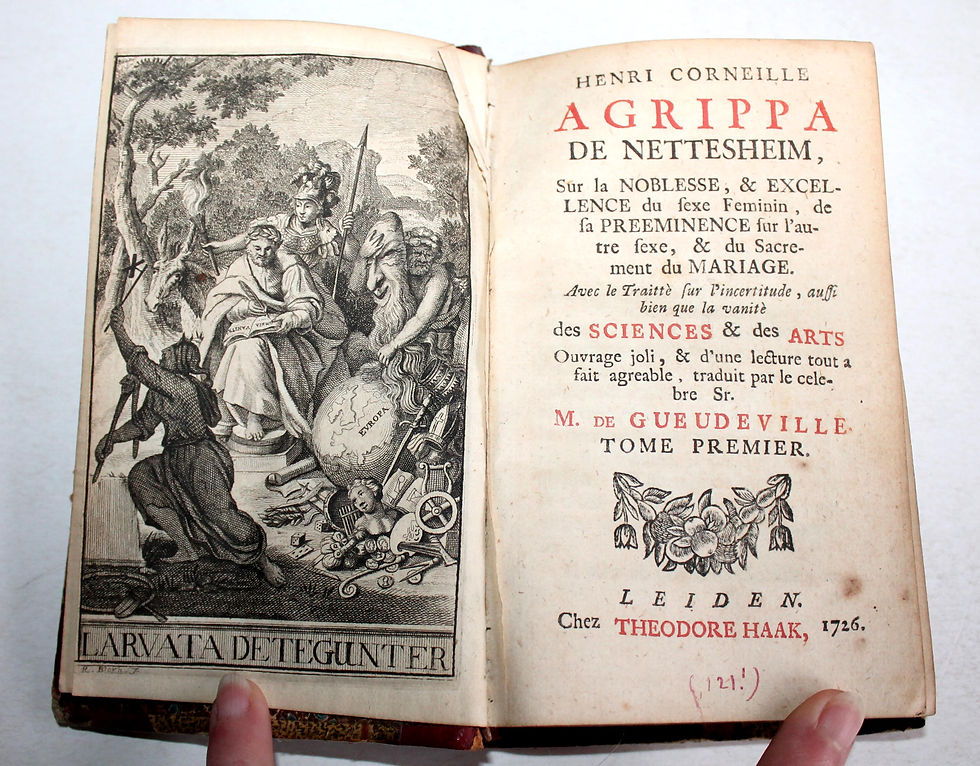 EVROPA
LARVATA DETEGUNTER
HENRI CORNEILLE
AGRIPPA
DE NETTESHEIM,
Sur la NOBLESSE, & EXCEL-
LENCE du ſexe Feminin, de
ſa PREEMINENCE ſur l'au-
tre ſexe, & du Sacre-
ment du MARIAGE.
Avec le Traittè ſur l'incertitude, auſſi
bien que la vanitè
des SCIENCES & des ARTS
Ouvrage joli, & d'une lecture tout a
fait agreable, traduit par le cele-
bre Sr.
M. DE GUEUDEVILLE.
TOME PREMIER.
LEIDEN.
Chez THEODORE HAAK, 1726.